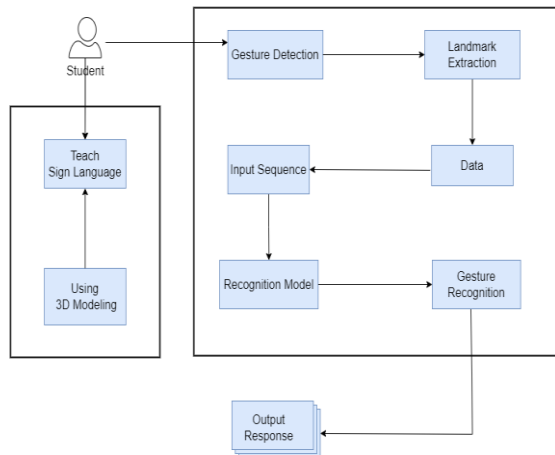 Student
Gesture Detection
Landmark
Extraction
Teach
Sign Language
Input Sequence
Data
Using
3D Modeling
Recognition Model
Gesture
Recognition
Output
Response